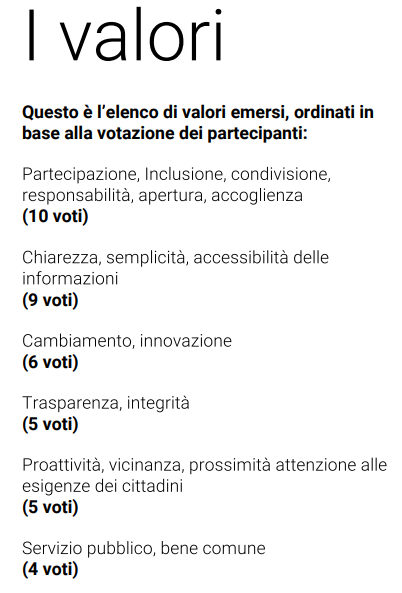 I valori
Questo è l’elenco di valori emersi, ordinati in
base alla votazione dei partecipanti:
Partecipazione, Inclusione, condivisione,
responsabilità, apertura, accoglienza
(10 voti)
Chiarezza, semplicità, accessibilità delle
informazioni
(9 voti)
Cambiamento, innovazione
(6 voti)
Trasparenza, integrità
(5 voti)
Proattività, vicinanza, prossimità attenzione alle
esigenze dei cittadini
(5 voti)
Servizio pubblico, bene comune
(4 voti)